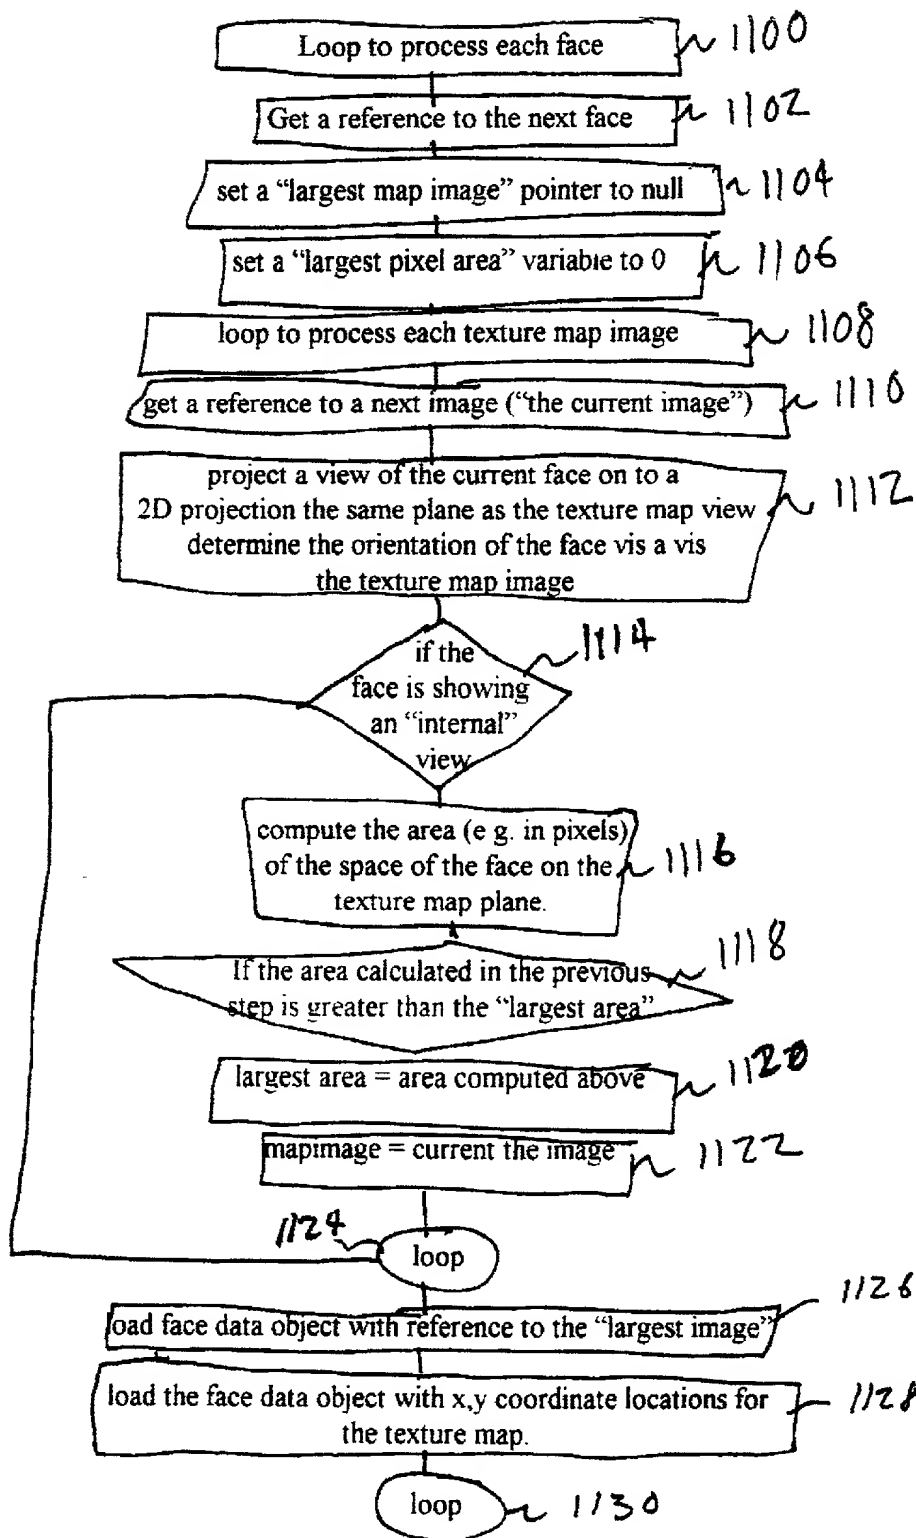 Loop to process each face 1100
Get a reference to the next face 1102
set a “largest map image” pointer to null 1104
set a “largest pixel area” variable to 0 1106
loop to process each texture map image 1108
get a reference to a next image (“the current image”) 1110
project a view of the current face on to a
2D projection the same plane as the texture map view 1112
determine the orientation of the face vis a vis
the texture map image
1114
if the
face is showing
an “internal”
view
compute the area (e g. in pixels)
of the space of the face on the 1116
texture map plane.
1118
If the area calculated in the previous
step is greater than the “largest area”
largest area = area computed above 1120
mapimage = current the image 1122
1124
loop
1126
oad face data object with reference to the “largest image”
load the face data object with x,y coordinate locations for 1128
the texture map.
loop 1130